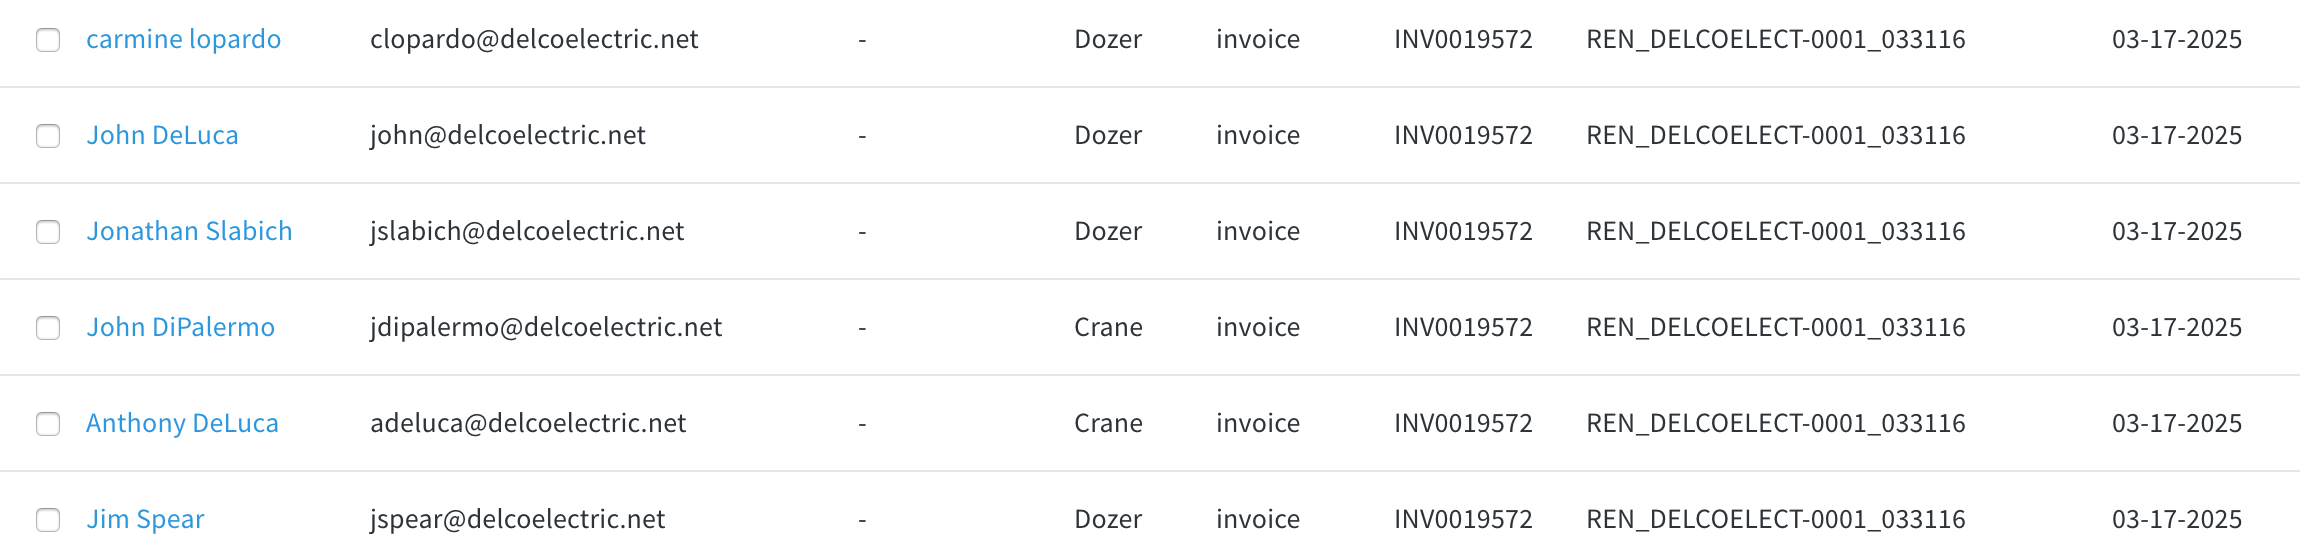 carmine lopardo clopardo@delcoelectric.net - Dozer invoice INV0019572 REN_DELCOELECT-0001_033116 03-17-2025
John DeLuca john@delcoelectric.net - Dozer invoice INV0019572 REN_DELCOELECT-0001_033116 03-17-2025
Jonathan Slabich jslabich@delcoelectric.net - Dozer invoice INV0019572 REN_DELCOELECT-0001_033116 03-17-2025
John DiPalermo jdipalermo@delcoelectric.net - Crane invoice INV0019572 REN_DELCOELECT-0001_033116 03-17-2025
Anthony DeLuca adeluca@delcoelectric.net - Crane invoice INV0019572 REN_DELCOELECT-0001_033116 03-17-2025
Jim Spear jspear@delcoelectric.net - Dozer invoice INV0019572 REN_DELCOELECT-0001_033116 03-17-2025